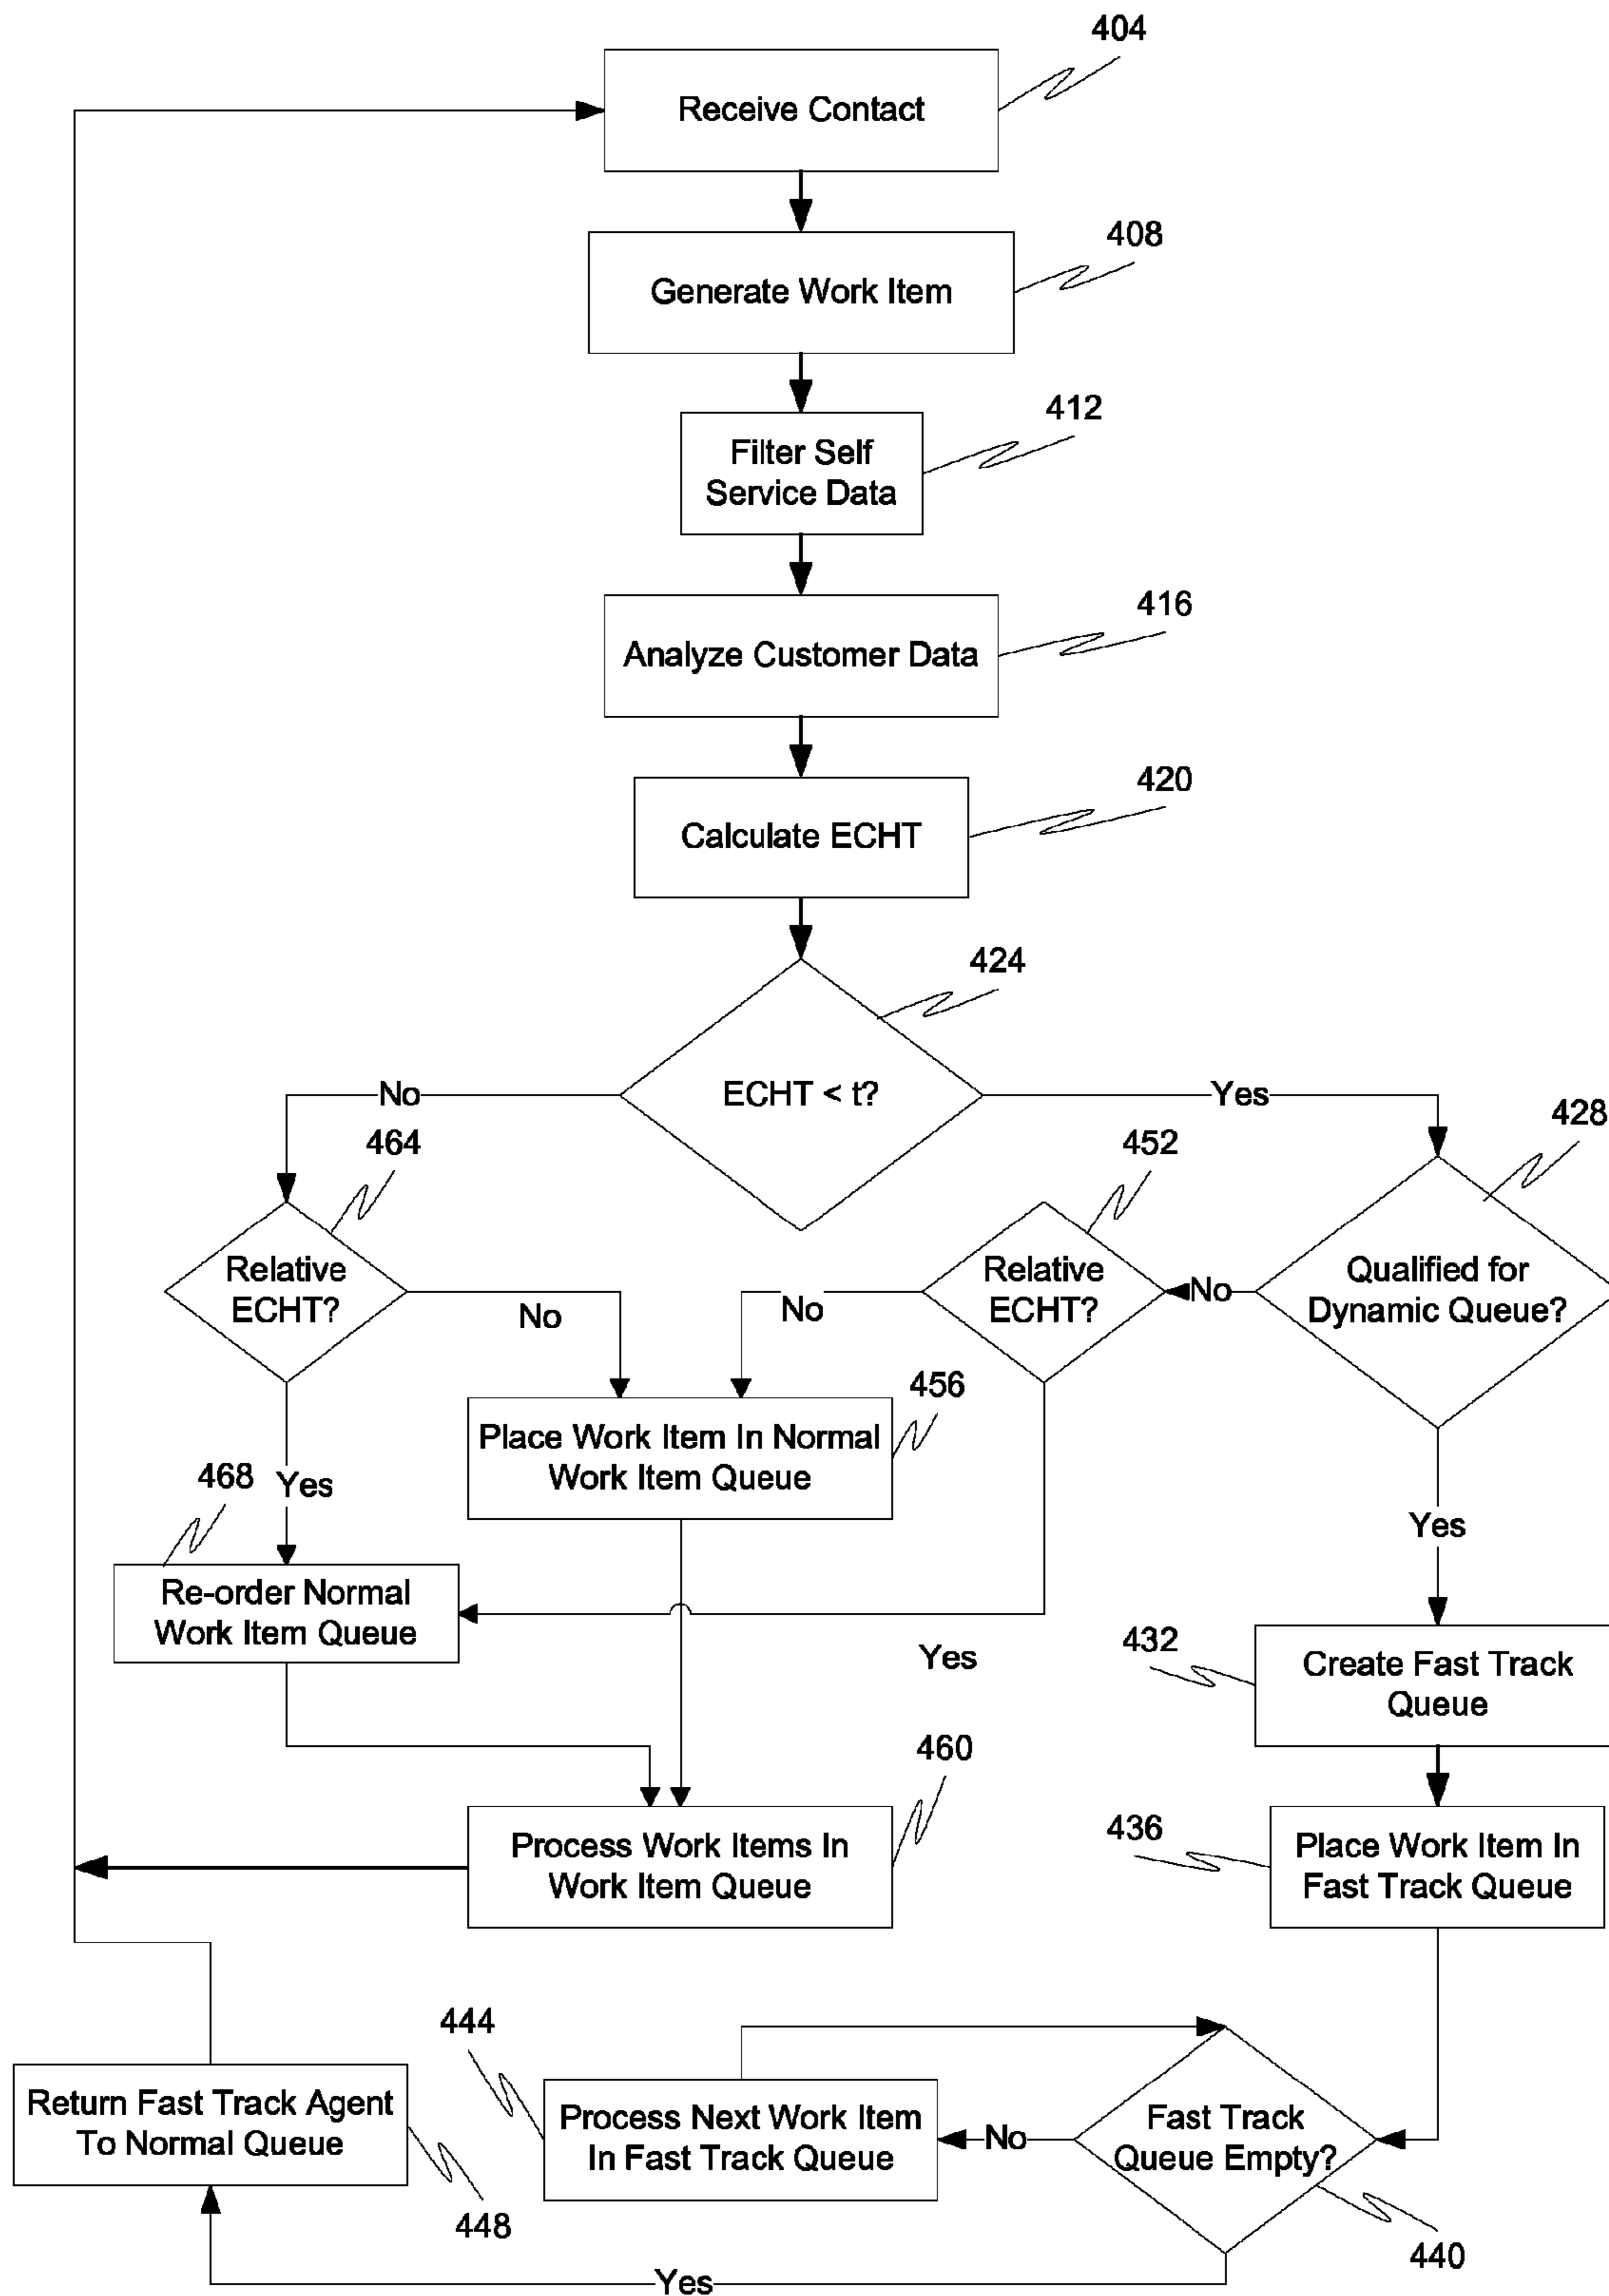 404
Receive Contact
408
Generate Work Item
412
Filter Self
Service Data
416
Analyze Customer Data
420
Calculate ECHT
424
ECHT < t?
No
Yes
464
452
428
Relative
ECHT?
Relative
ECHT?
Qualified for
Dynamic Queue?
No
No
No
456
Place Work Item In Normal
Work Item Queue
468
Yes
Yes
Re-order Normal
Work Item Queue
Yes
432
Create Fast Track
Queue
460
Process Work Items In
Work Item Queue
436
Place Work Item In
Fast Track Queue
444
Return Fast Track Agent
To Normal Queue
Process Next Work Item
In Fast Track Queue
No
Fast Track
Queue Empty?
448
440
Yes